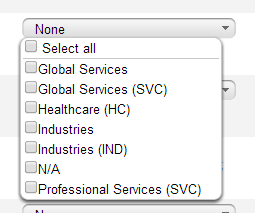 None
Select all
Global Services
Global Services (SVC)
Healthcare (HC)
Industries
Industries (IND)
N/A
Professional Services (SVC)